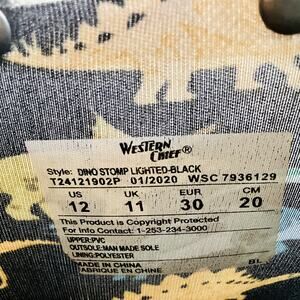 WESTERN
CHIEF®
Style: DINO STOMP LIGHTED-BLACK
T24121902P 01/2020 WSC 7936129
US UK EUR CM
12 11 30 20
This Product is Copyright Protected
For Info Contact: 1-253-234-3000
UPPER:PVC
OUTSOLE:MAN MADE SOLE
LINING:POLYESTER
MADE IN CHINA
FABRIQUE EN CHINE BL